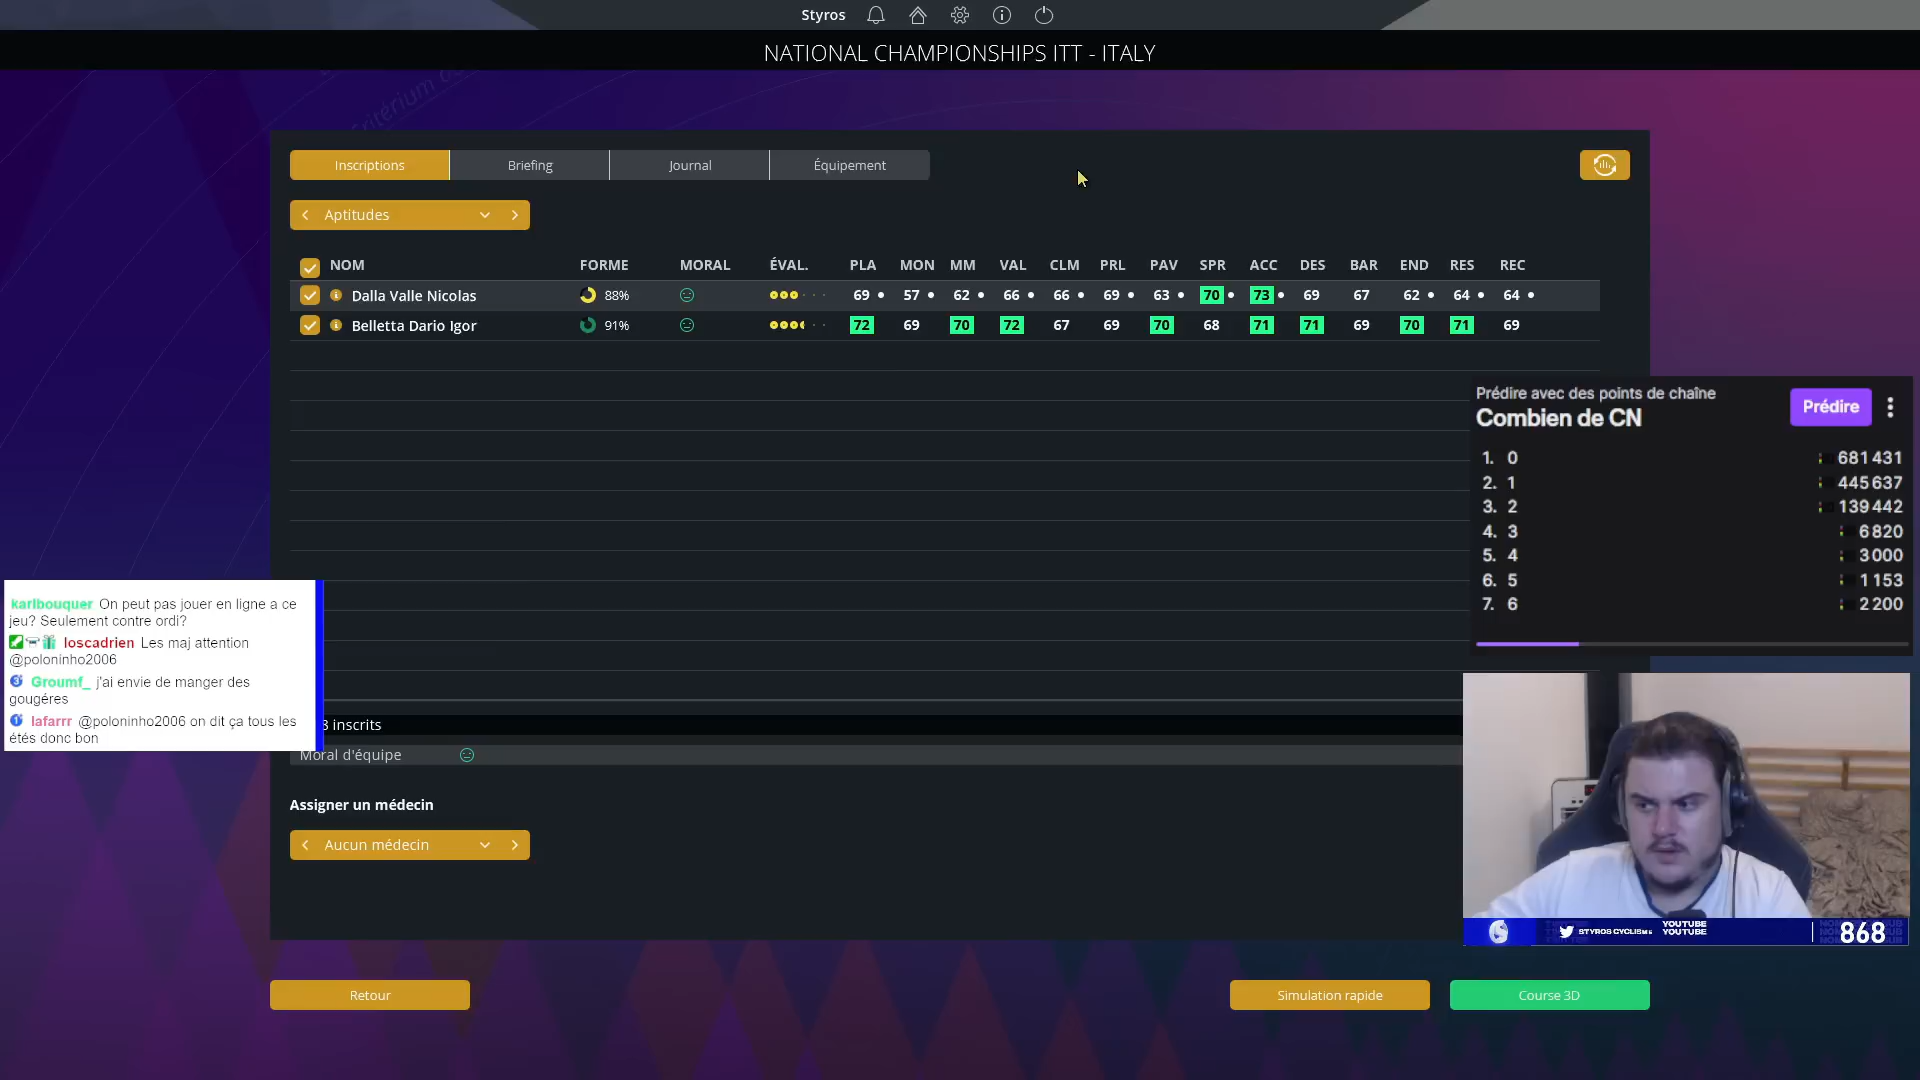 Styros
NATIONAL CHAMPIONSHIPS ITT - ITALY
Inscriptions
Briefing
Journal
Équipement
Aptitudes
NOM FORME MORAL ÉVAL. PLA MON MM VAL CLM PRL PAV SPR ACC DES BAR END RES REC
Dalla Valle Nicolas 88% 69 57 62 66 66 69 63 70 73 69 67 62 64 64
Belletta Dario Igor 91% 72 69 70 72 67 69 70 68 71 71 69 70 71 69
Prédire avec des points de chaîne
Combien de CN
Prédire
1. 0 681 431
2. 1 445 637
3. 2 139 442
4. 3 6 820
5. 4 3 000
6. 5 1 153
7. 6 2 200
karlbouquer On peut pas jouer en ligne a ce
jeu? Seulement contre ordi?
loscadrien Les maj attention
@poloninho2006
Groumf_ j'ai envie de manger des
gougéres
lafarrr @poloninho2006 on dit ça tous les
étés donc bon
3 inscrits
Moral d'équipe
Assigner un médecin
Aucun médecin
STYROS CYCLISME
YOUTUBE
YOUTUBE
868
Retour
Simulation rapide
Course 3D